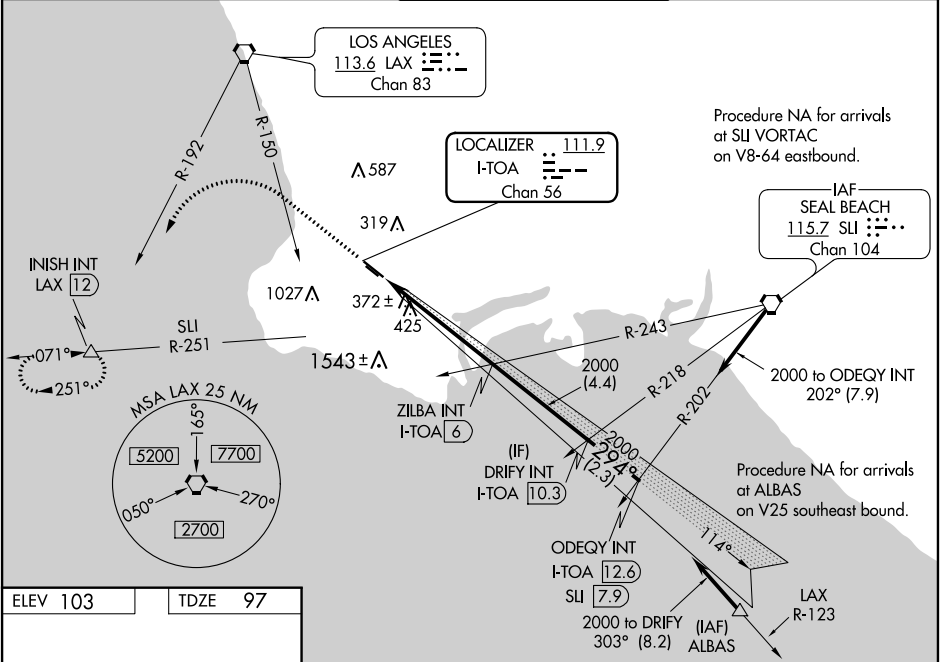 LOS ANGELES
113.6 LAX
Chan 83
R-192
R-150
587
319
LOCALIZER 111.9
I-TOA
Chan 56
Procedure NA for arrivals
at SLI VORTAC
on V8-64 eastbound.
IAF
SEAL BEACH
115.7 SLI
Chan 104
INISH INT
LAX 12
1027
372±
425
SLI
R-251
071°
251°
1543±
R-243
R-218
R-202
2000
(4.4)
2000 to ODEQY INT
202° (7.9)
ZILBA INT
I-TOA 6
MSA LAX 25 NM
165°
5200
7700
050°
270°
2700
(IF)
DRIFY INT
I-TOA 10.3
2000
294°
(2.3)
Procedure NA for arrivals
at ALBAS
on V25 southeast bound.
114°
ODEQY INT
I-TOA 12.6
SLI 7.9
2000 to DRIFY
303° (8.2)
(IAF)
ALBAS
LAX
R-123
ELEV 103
TDZE 97